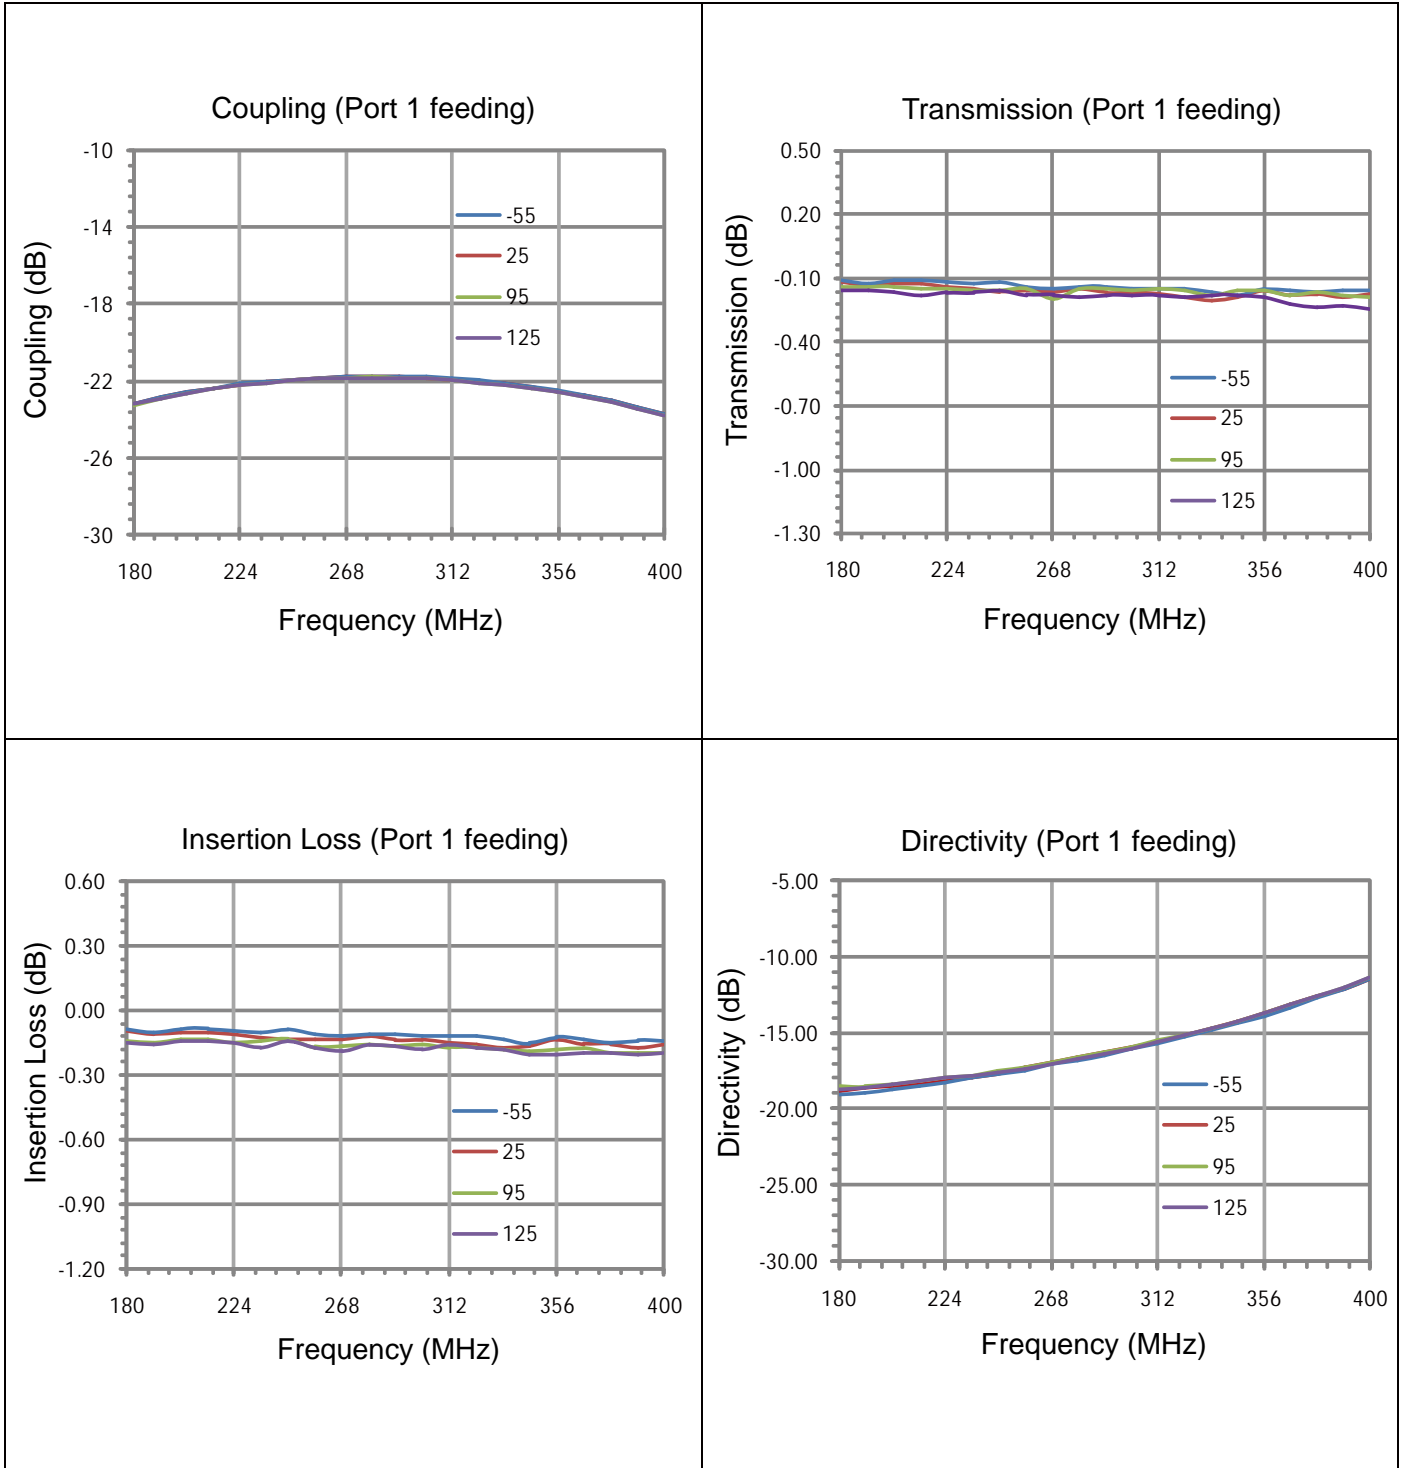 Coupling (Port 1 feeding)
Coupling (dB)
-10
-14
-18
-22
-26
-30
-55
25
95
125
180 224 268 312 356 400
Frequency (MHz)
Transmission (Port 1 feeding)
Transmission (dB)
0.50
0.20
-0.10
-0.40
-0.70
-1.00
-1.30
-55
25
95
125
180 224 268 312 356 400
Frequency (MHz)
Insertion Loss (Port 1 feeding)
Insertion Loss (dB)
0.60
0.30
0.00
-0.30
-0.60
-0.90
-1.20
-55
25
95
125
180 224 268 312 356 400
Frequency (MHz)
Directivity (Port 1 feeding)
Directivity (dB)
-5.00
-10.00
-15.00
-20.00
-25.00
-30.00
-55
25
95
125
180 224 268 312 356 400
Frequency (MHz)